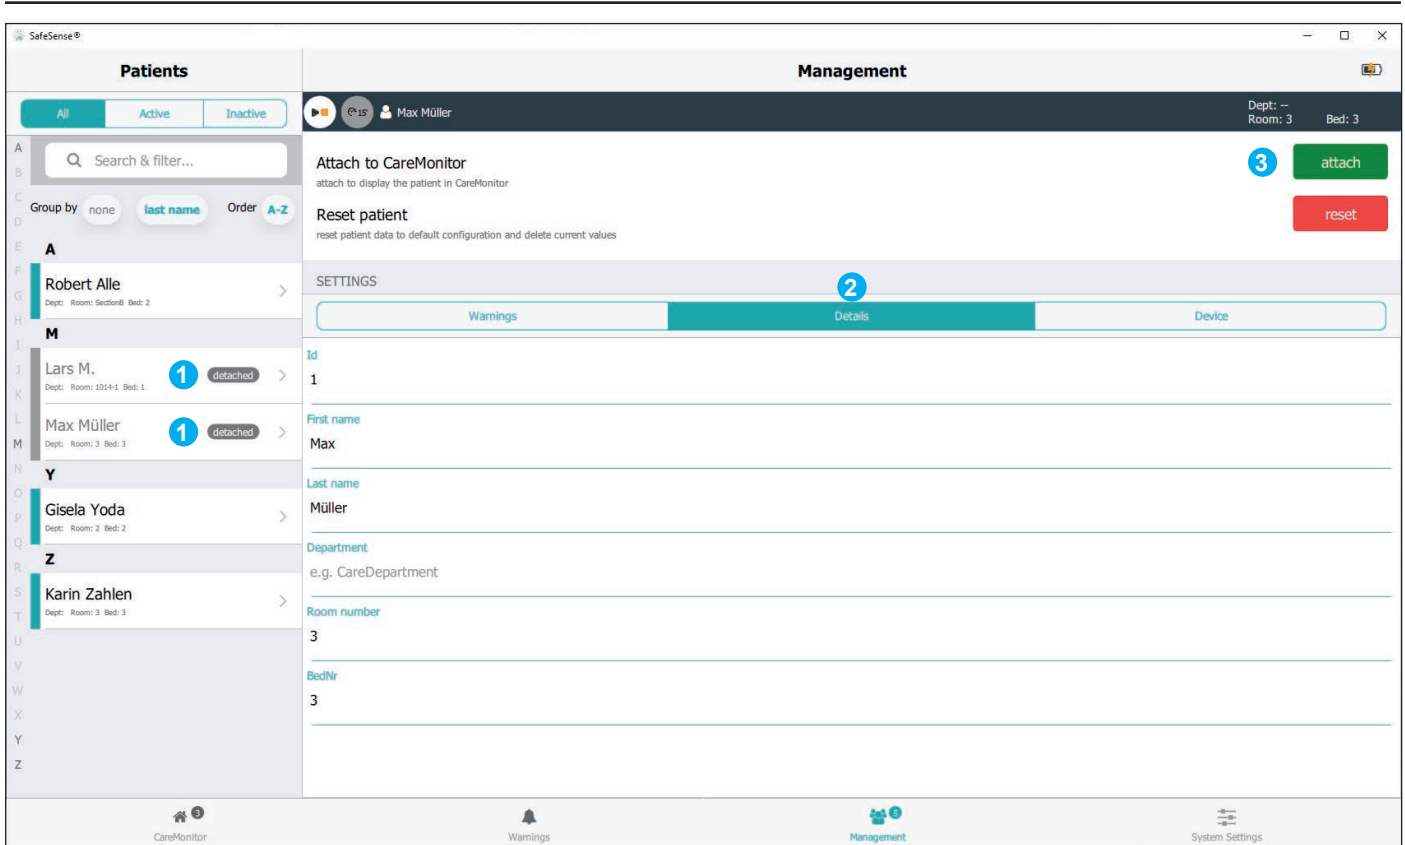 SafeSense®
Patients
Management
All
Active
Inactive
15'
Max Müller
Dept: --
Room: 3
Bed: 3
A
B
C
D
E
F
G
H
I
J
K
L
M
N
O
P
Q
R
S
T
U
V
W
X
Y
Z
Search & filter...
Group by
none
last name
Order
A-Z
A
Robert Alle
Dept: Room: SectionB Bed: 2
M
Lars M.
Dept: Room: 1014-1 Bed: 1
1
detached
Max Müller
Dept: Room: 3 Bed: 3
1
detached
Y
Gisela Yoda
Dept: Room: 2 Bed: 2
Z
Karin Zahlen
Dept: Room: 3 Bed: 3
Attach to CareMonitor
attach to display the patient in CareMonitor
3
attach
Reset patient
reset patient data to default configuration and delete current values
reset
SETTINGS
2
Warnings
Details
Device
Id
1
First name
Max
Last name
Müller
Department
e.g. CareDepartment
Room number
3
BedNr
3
3
CareMonitor
Warnings
5
Management
System Settings